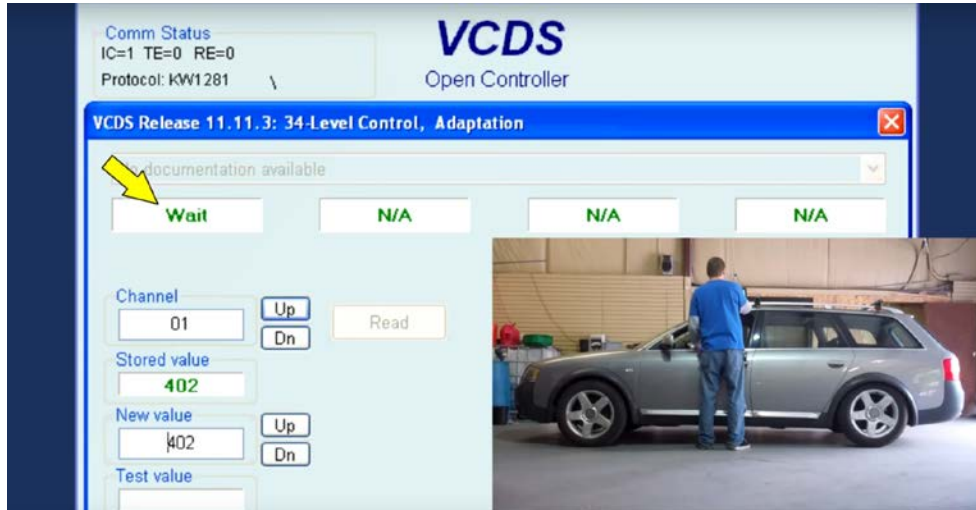 Comm Status
IC=1 TE=0 RE=0
Protocol: KW1281 \
VCDS
Open Controller
VCDS Release 11.11.3: 34-Level Control, Adaptation
documentation available
Wait N/A N/A N/A
Channel
01
Up
Dn
Read
Stored value
402
New value
402
Up
Dn
Test value